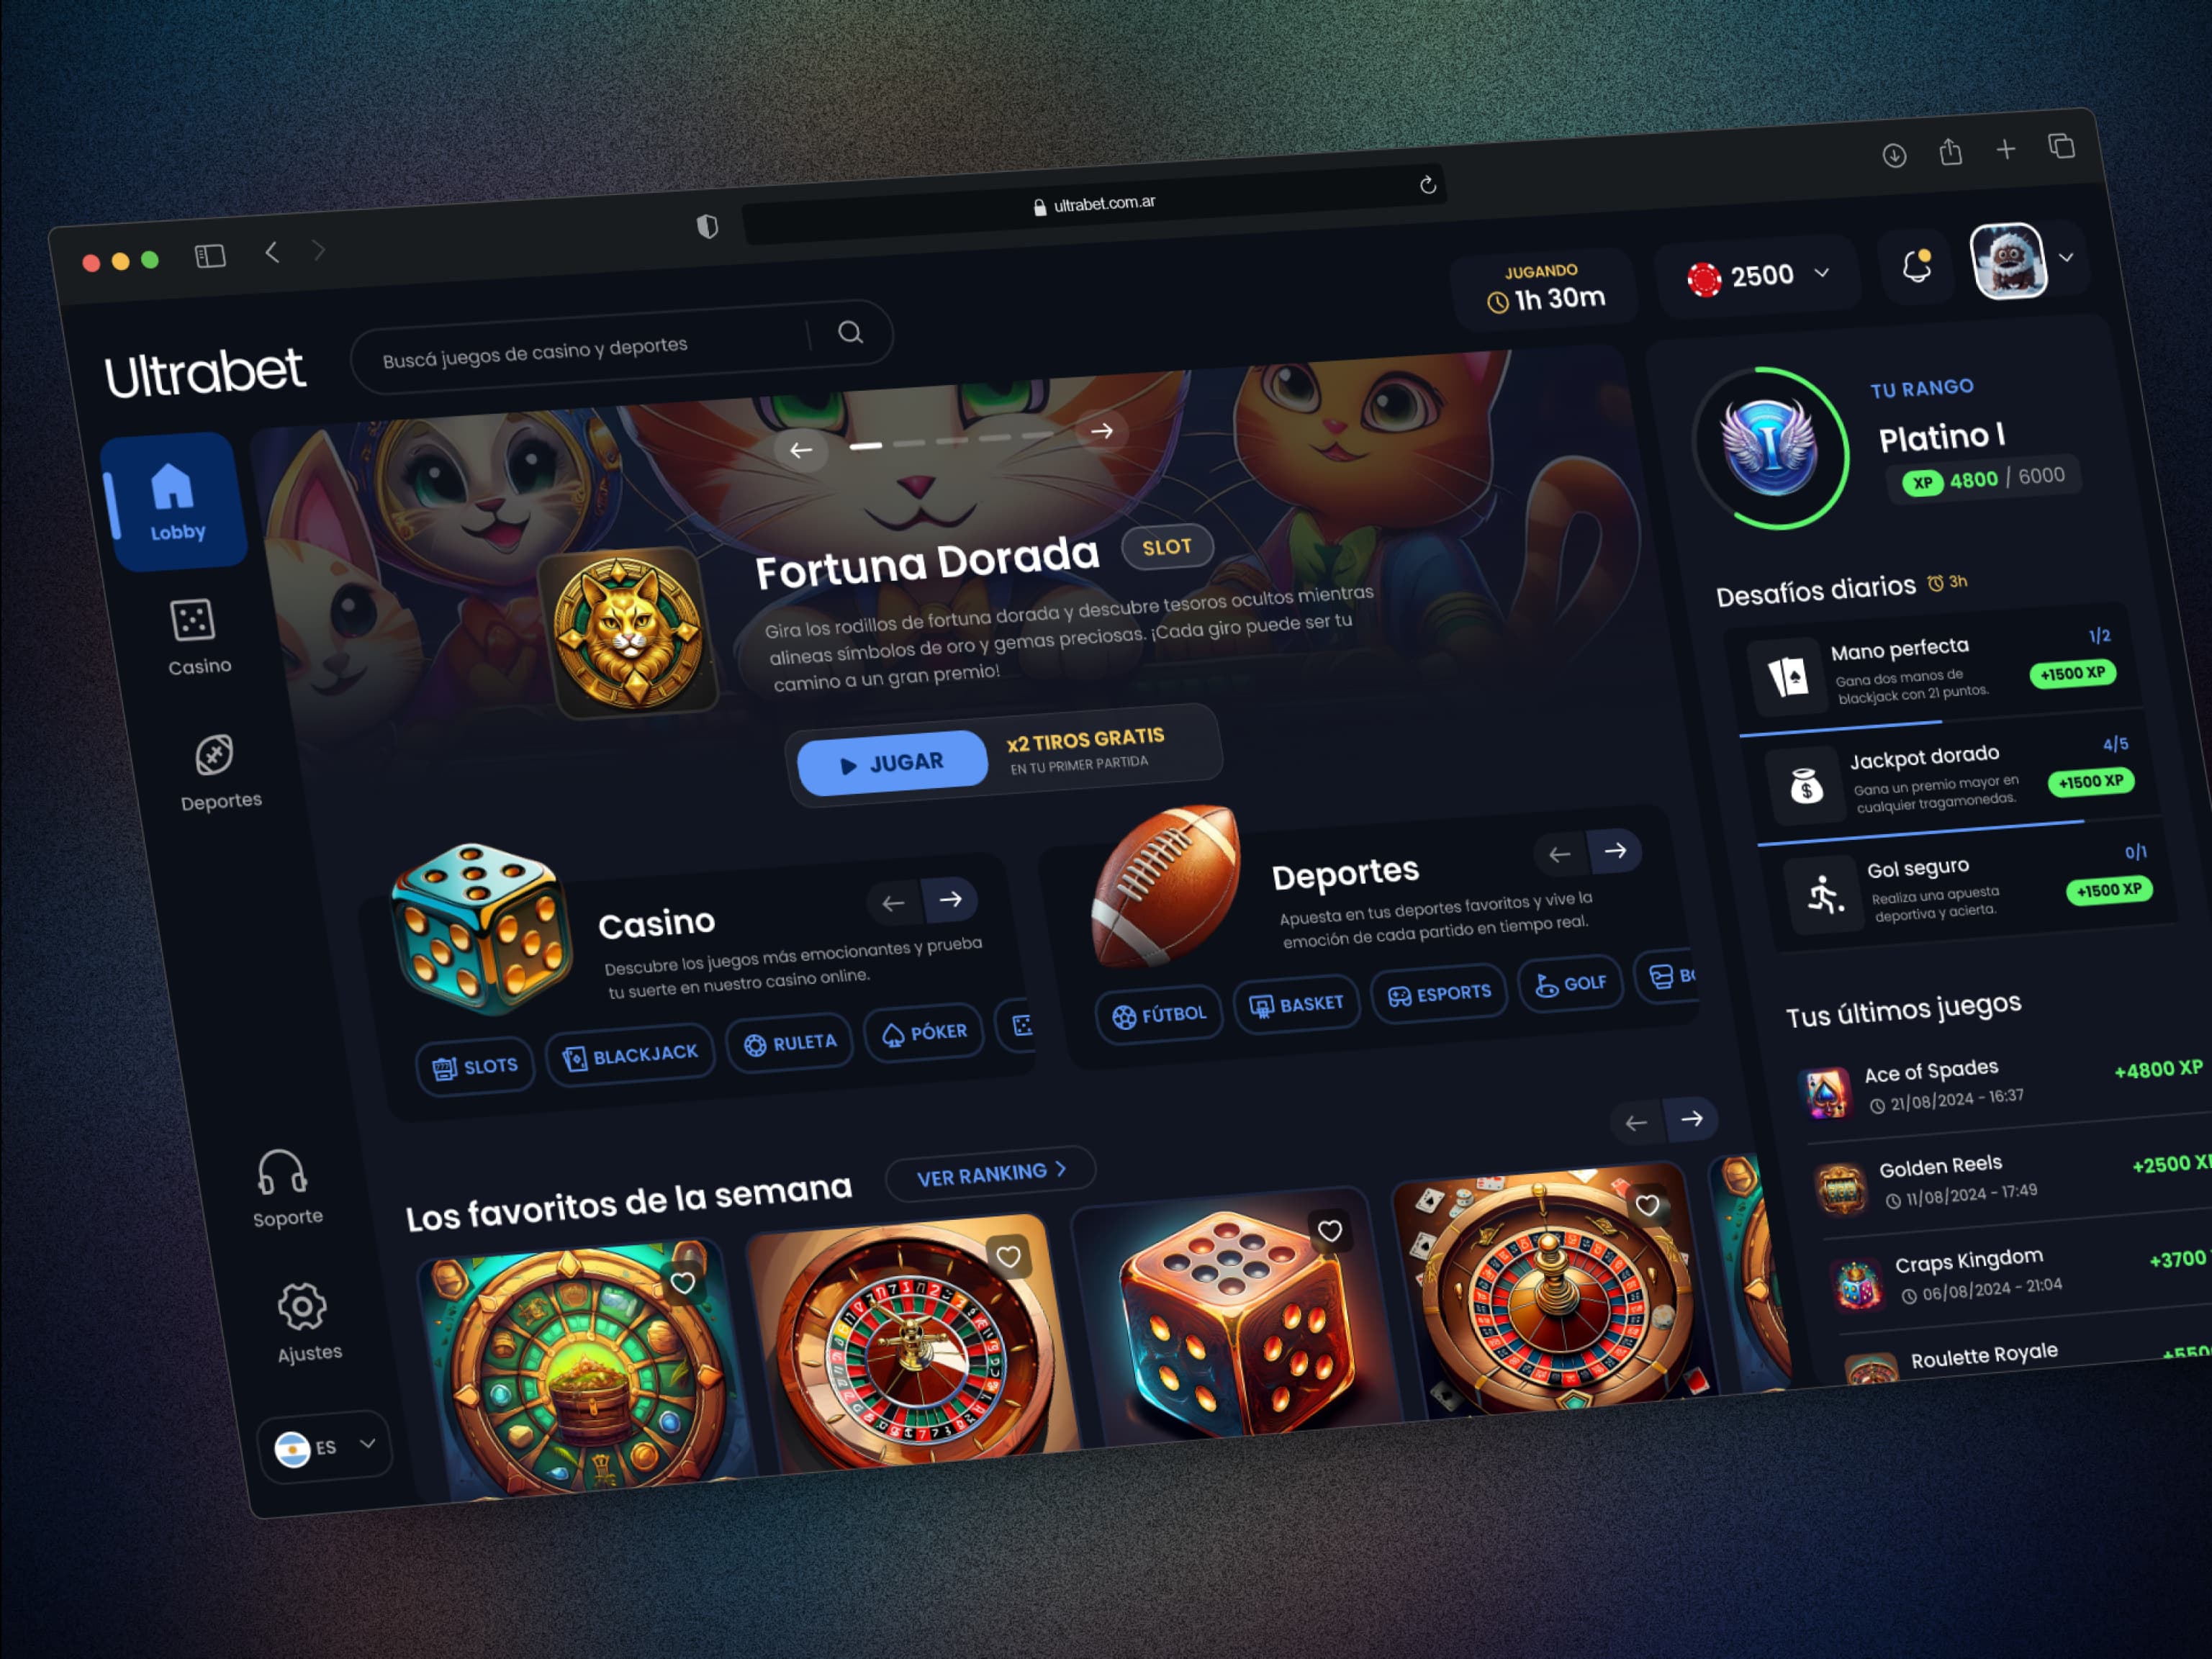 ultrabet.com.ar
Ultrabet
Buscá juegos de casino y deportes
JUGANDO
1h 30m
2500
Lobby
Casino
Deportes
Soporte
Ajustes
ES
Fortuna Dorada
SLOT
Gira los rodillos de fortuna dorada y descubre tesoros ocultos mientras
alineas símbolos de oro y gemas preciosas. ¡Cada giro puede ser tu
camino a un gran premio!
JUGAR
x2 TIROS GRATIS
EN TU PRIMER PARTIDA
Casino
Descubre los juegos más emocionantes y prueba
tu suerte en nuestro casino online.
SLOTS
BLACKJACK
RULETA
PÓKER
Deportes
Apuesta en tus deportes favoritos y vive la
emoción de cada partido en tiempo real.
FÚTBOL
BASKET
ESPORTS
GOLF
BO
Los favoritos de la semana
VER RANKING
TU RANGO
I
Platino I
XP 4800 / 6000
Desafíos diarios 3h
Mano perfecta
1/2
Gana dos manos de
blackjack con 21 puntos.
+1500 XP
Jackpot dorado
4/5
Gana un premio mayor en
cualquier tragamonedas.
+1500 XP
Gol seguro
0/1
Realiza una apuesta
deportiva y acierta.
+1500 XP
Tus últimos juegos
Ace of Spades
21/08/2024 - 16:37
+4800 XP
Golden Reels
11/08/2024 - 17:49
+2500 XP
Craps Kingdom
06/08/2024 - 21:04
+3700
Roulette Royale